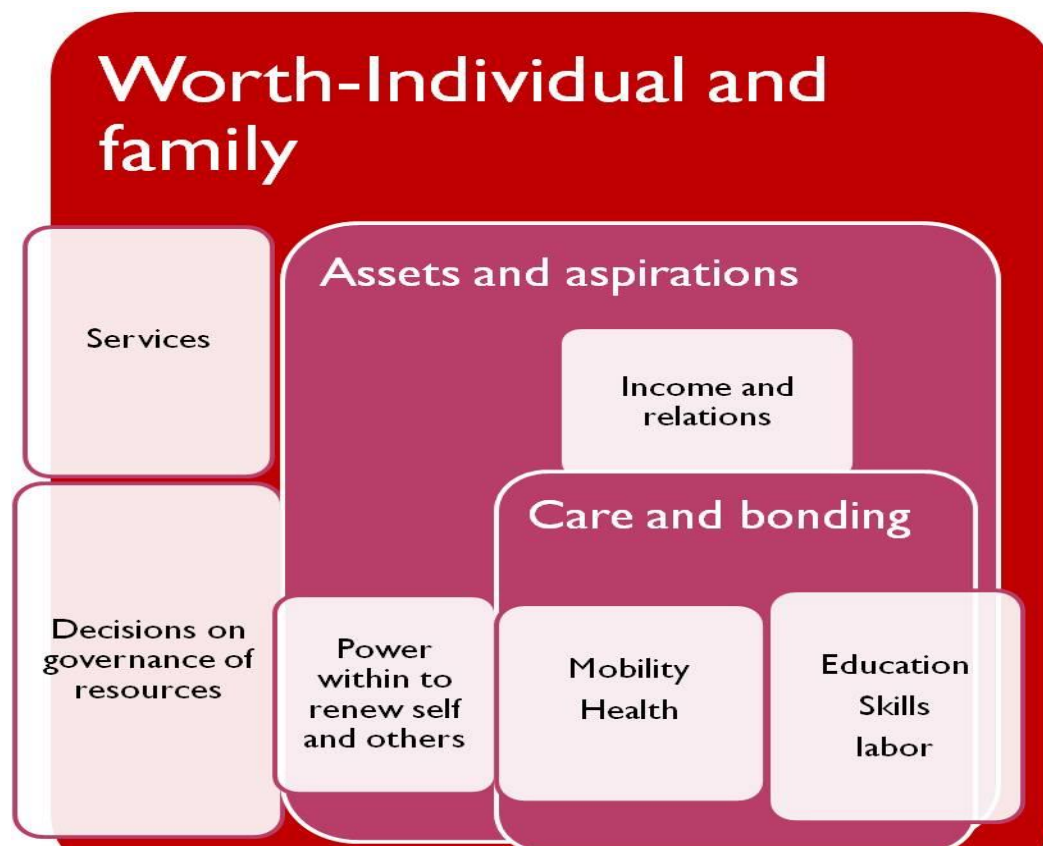 Worth-Individual and
family
Services
Assets and aspirations
Income and
relations
Care and bonding
Decisions on
governance of
resources
Power
within to
renew self
and others
Mobility
Health
Education
Skills
labor